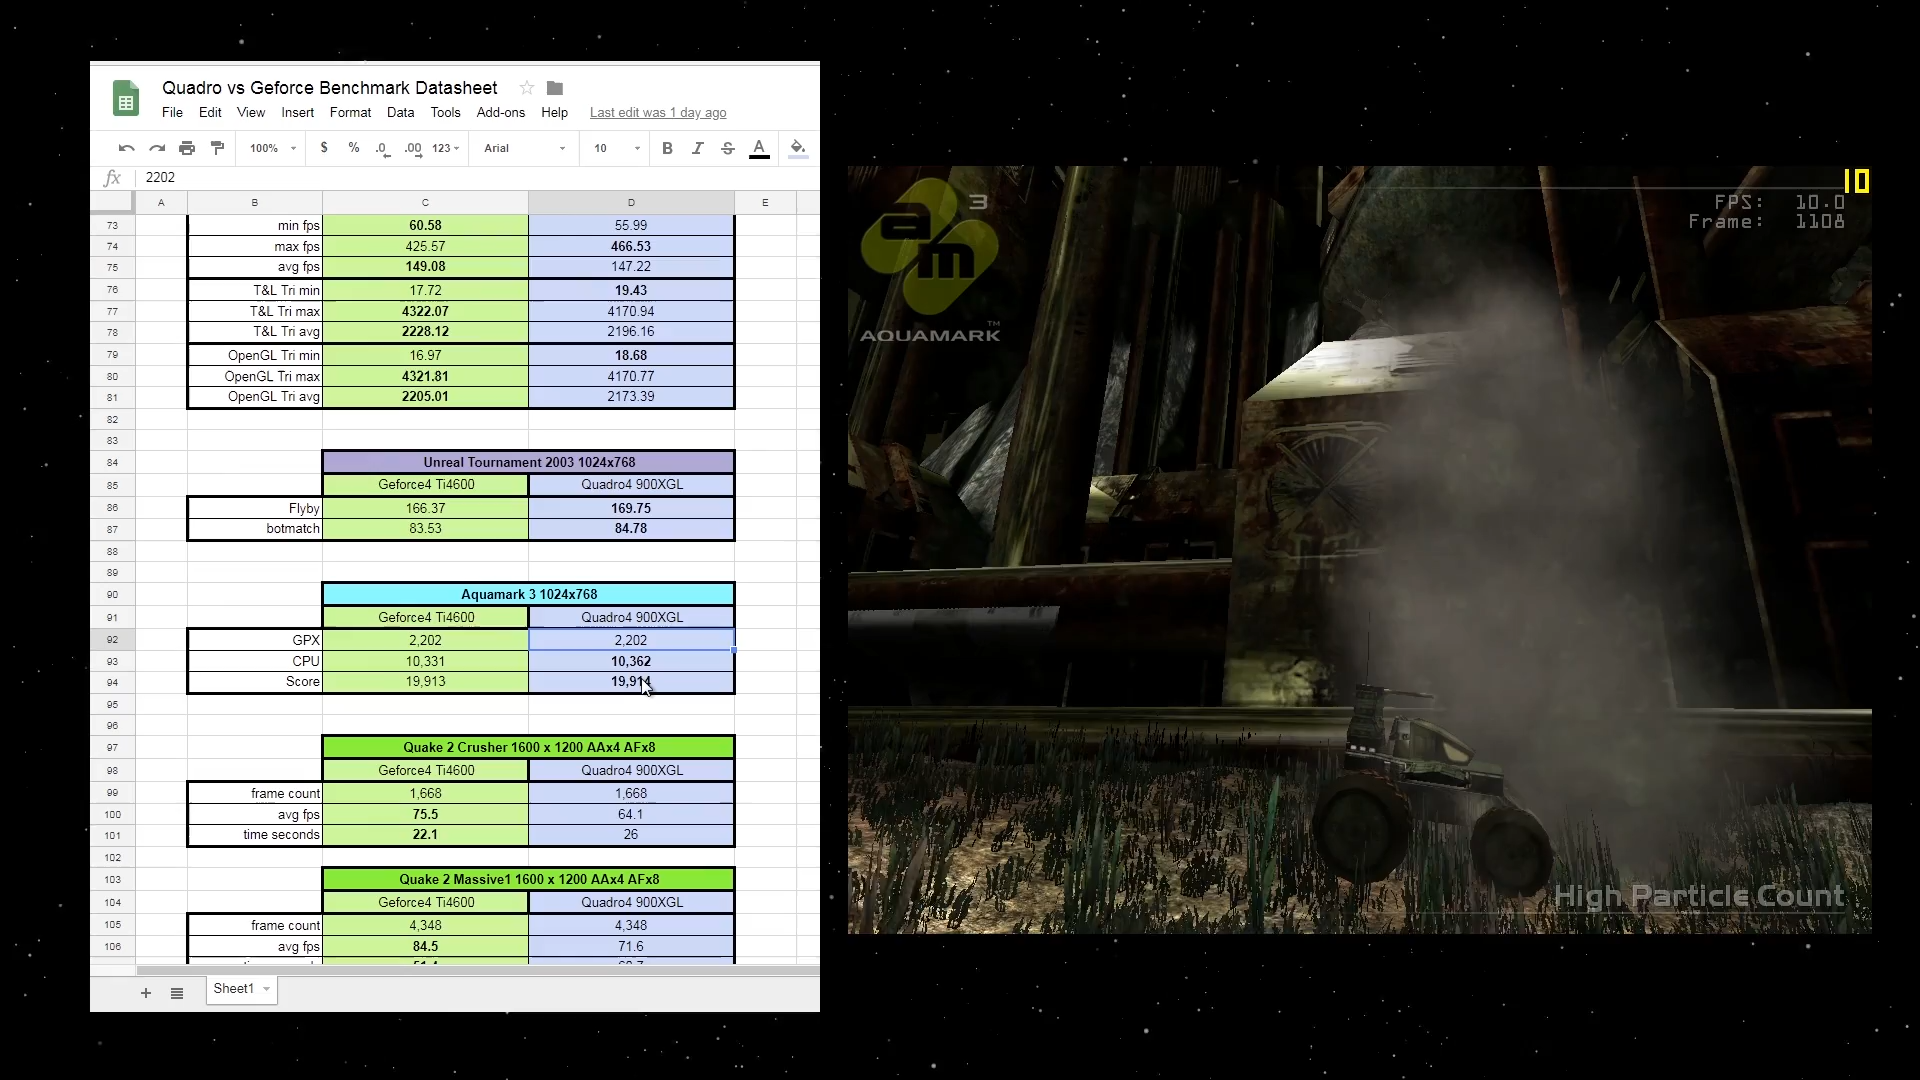 Quadro vs Geforce Benchmark Datasheet
File Edit View Insert Format Data Tools Add-ons Help Last edit was 1 day ago
100% $ % .0 .00 123 Arial 10 B I S A
fx 2202
A B C D E
73 min fps 60.58 55.99
74 max fps 425.57 466.53
75 avg fps 149.08 147.22
76 T&L Tri min 17.72 19.43
77 T&L Tri max 4322.07 4170.94
78 T&L Tri avg 2228.12 2196.16
79 OpenGL Tri min 16.97 18.68
80 OpenGL Tri max 4321.81 4170.77
81 OpenGL Tri avg 2205.01 2173.39
82
83
84 Unreal Tournament 2003 1024x768
85 Geforce4 Ti4600 Quadro4 900XGL
86 Flyby 166.37 169.75
87 botmatch 83.53 84.78
88
89
90 Aquamark 3 1024x768
91 Geforce4 Ti4600 Quadro4 900XGL
92 GPX 2,202 2,202
93 CPU 10,331 10,362
94 Score 19,913 19,914
95
96
97 Quake 2 Crusher 1600 x 1200 AAx4 AFx8
98 Geforce4 Ti4600 Quadro4 900XGL
99 frame count 1,668 1,668
100 avg fps 75.5 64.1
101 time seconds 22.1 26
102
103 Quake 2 Massive1 1600 x 1200 AAx4 AFx8
104 Geforce4 Ti4600 Quadro4 900XGL
105 frame count 4,348 4,348
106 avg fps 84.5 71.6
Sheet1
am3
AQUAMARK™
10
FPS: 10.0
Frame: 1108
High Particle Count